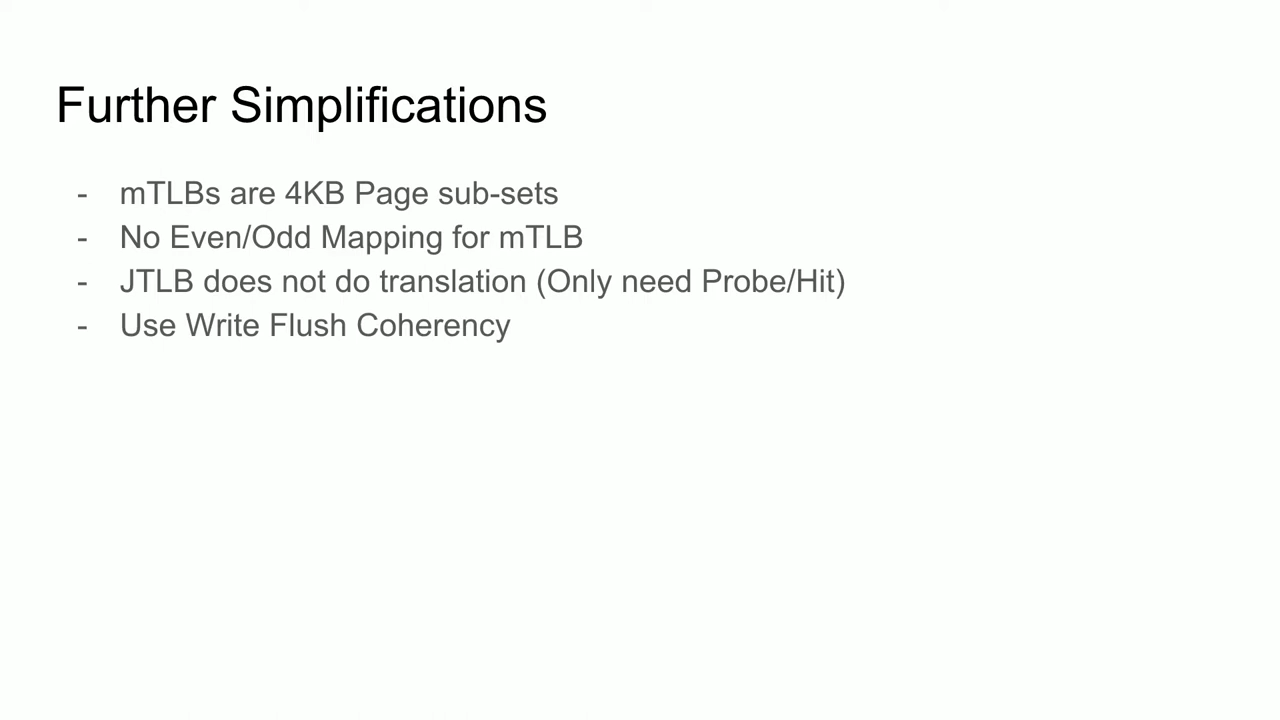 Further Simplifications
- mTLBs are 4KB Page sub-sets
- No Even/Odd Mapping for mTLB
- JTLB does not do translation (Only need Probe/Hit)
- Use Write Flush Coherency